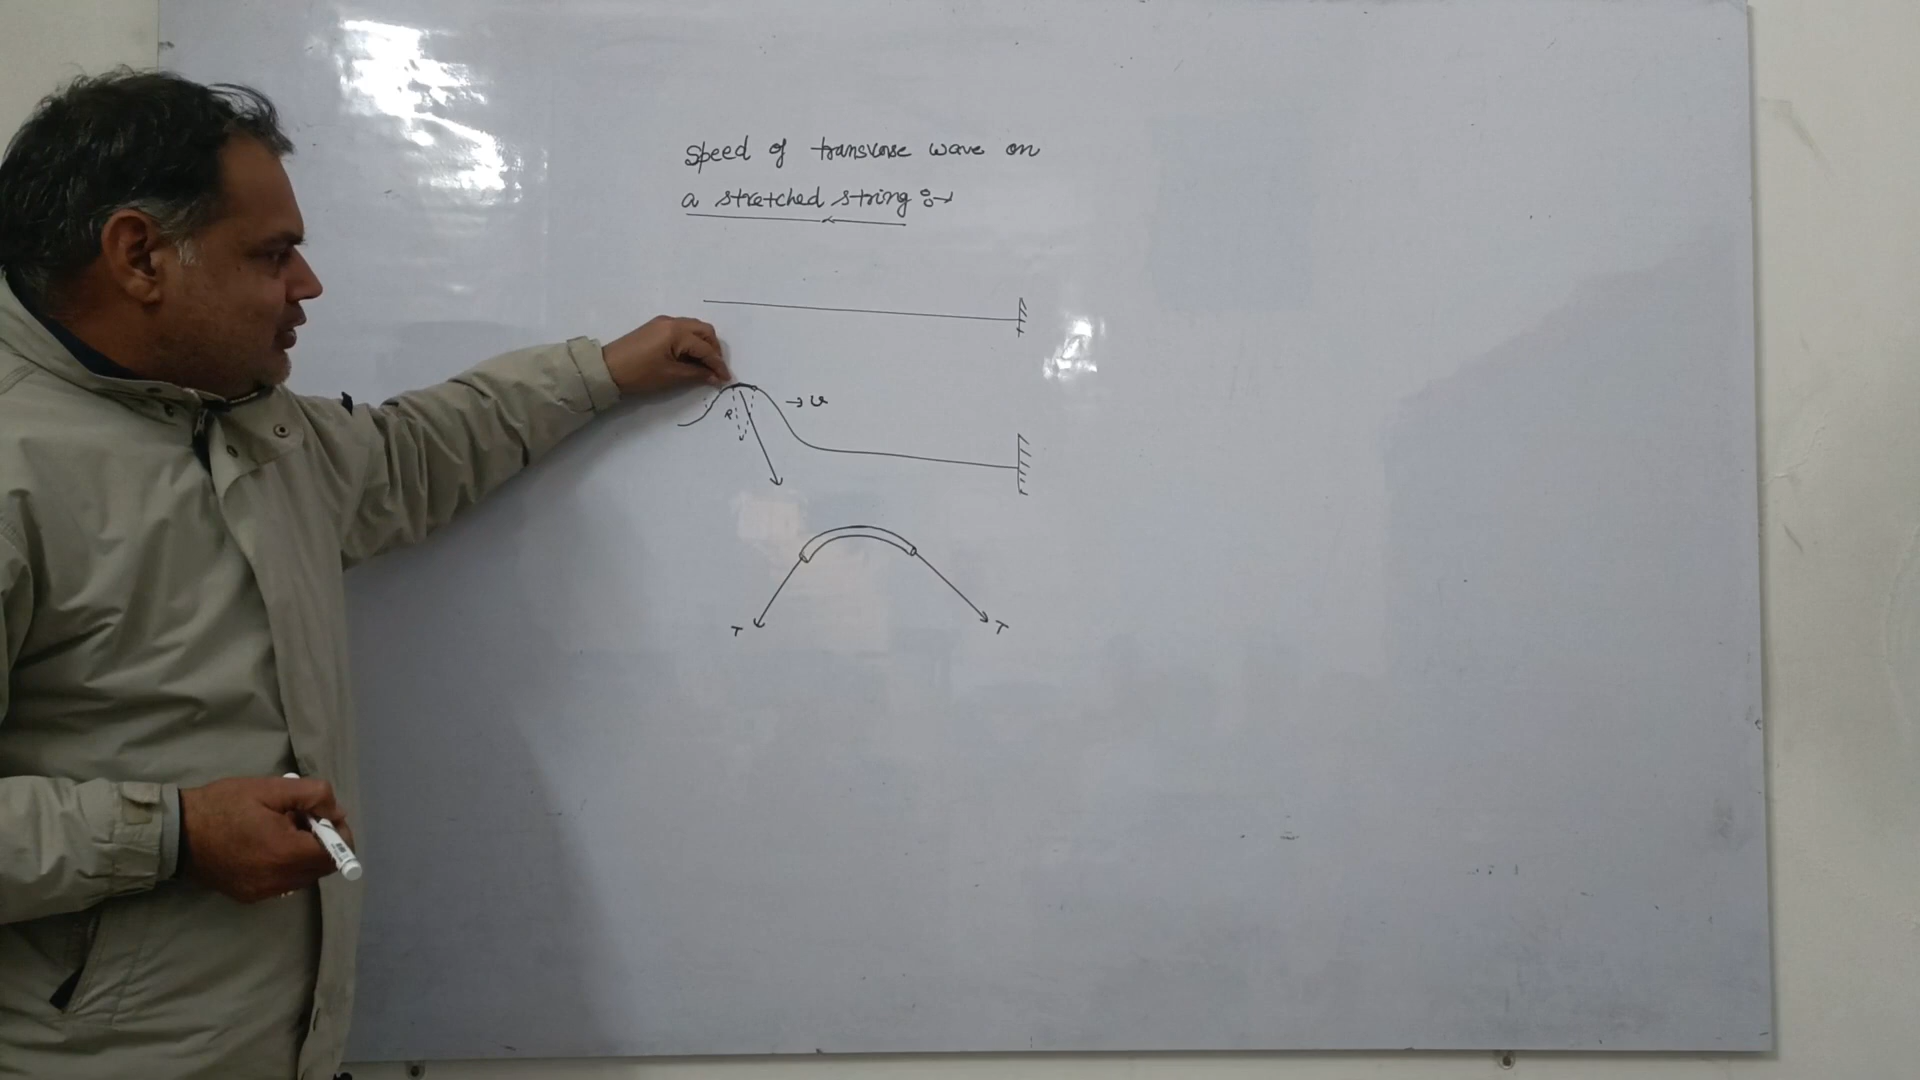 Speed of transverse wave on
a stretched string :→
→ v
R
T T